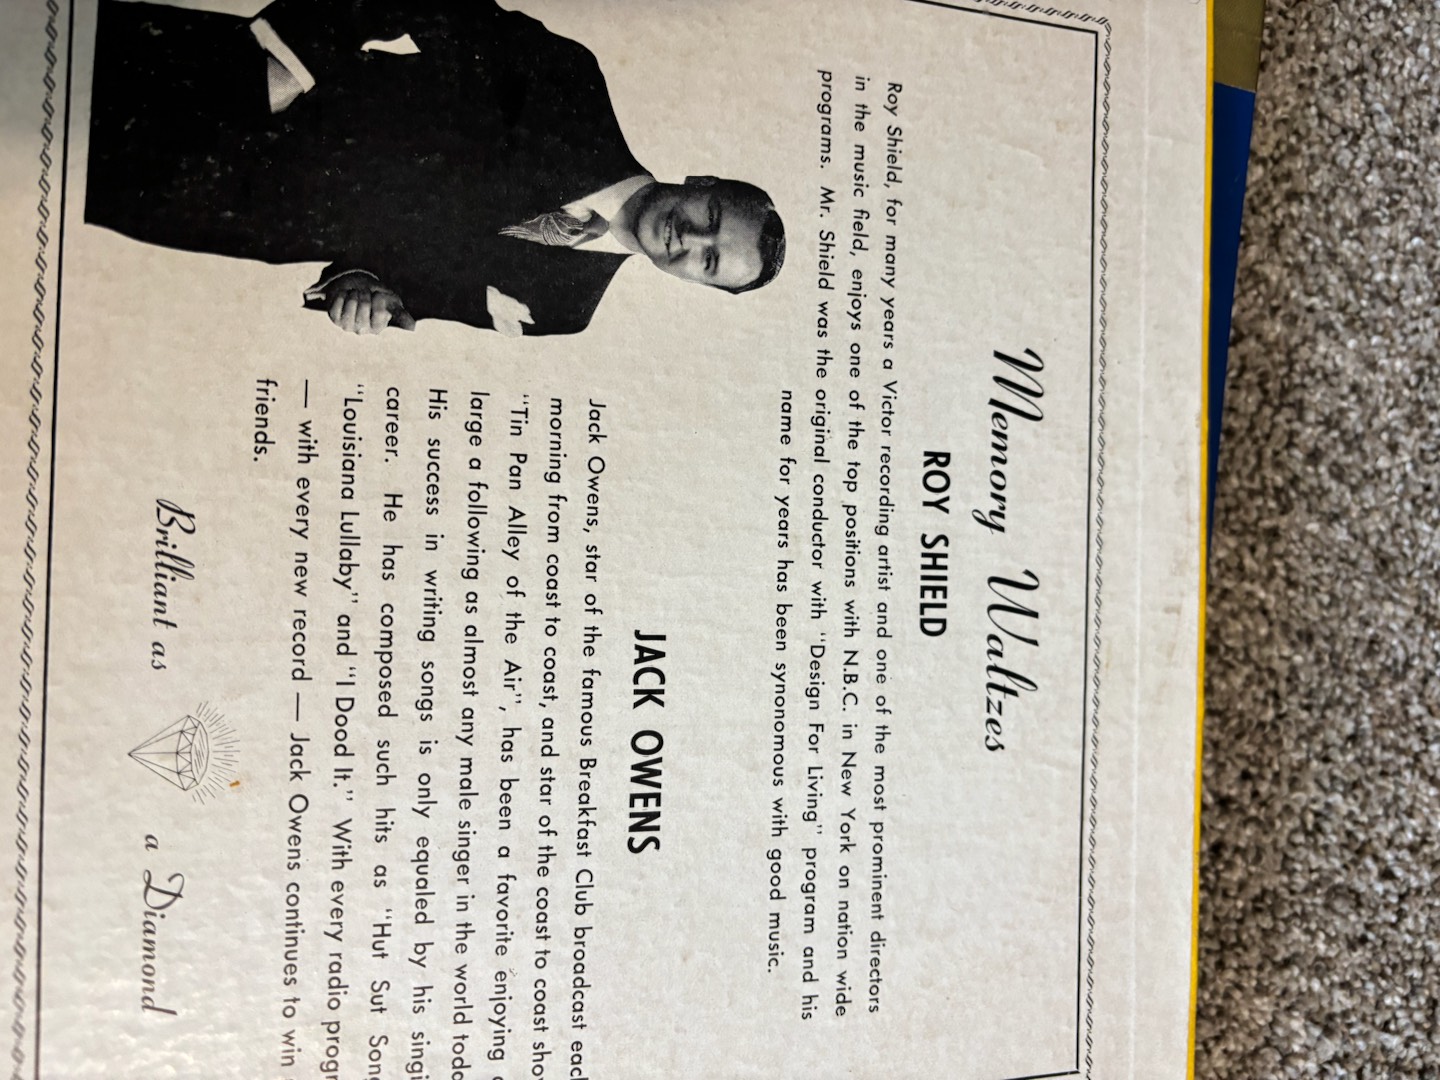 Memory Waltzes
ROY SHIELD
Roy Shield, for many years a Victor recording artist and one of the most prominent directors
in the music field, enjoys one of the top positions with N.B.C. in New York on nation wide
programs. Mr. Shield was the original conductor with "Design For Living" program and his
name for years has been synonomous with good music.
JACK OWENS
Jack Owens, star of the famous Breakfast Club broadcast each
morning from coast to coast, and star of the coast to coast show
"Tin Pan Alley of the Air", has been a favorite enjoying
large a following as almost any male singer in the world
His success in writing songs is only equaled by his
career. He has composed such hits as "Hut Sut Song
"Louisiana Lullaby" and "I Dood It." With every radio
— with every new record — Jack Owens continues to win
friends.
Brilliant as a Diamond